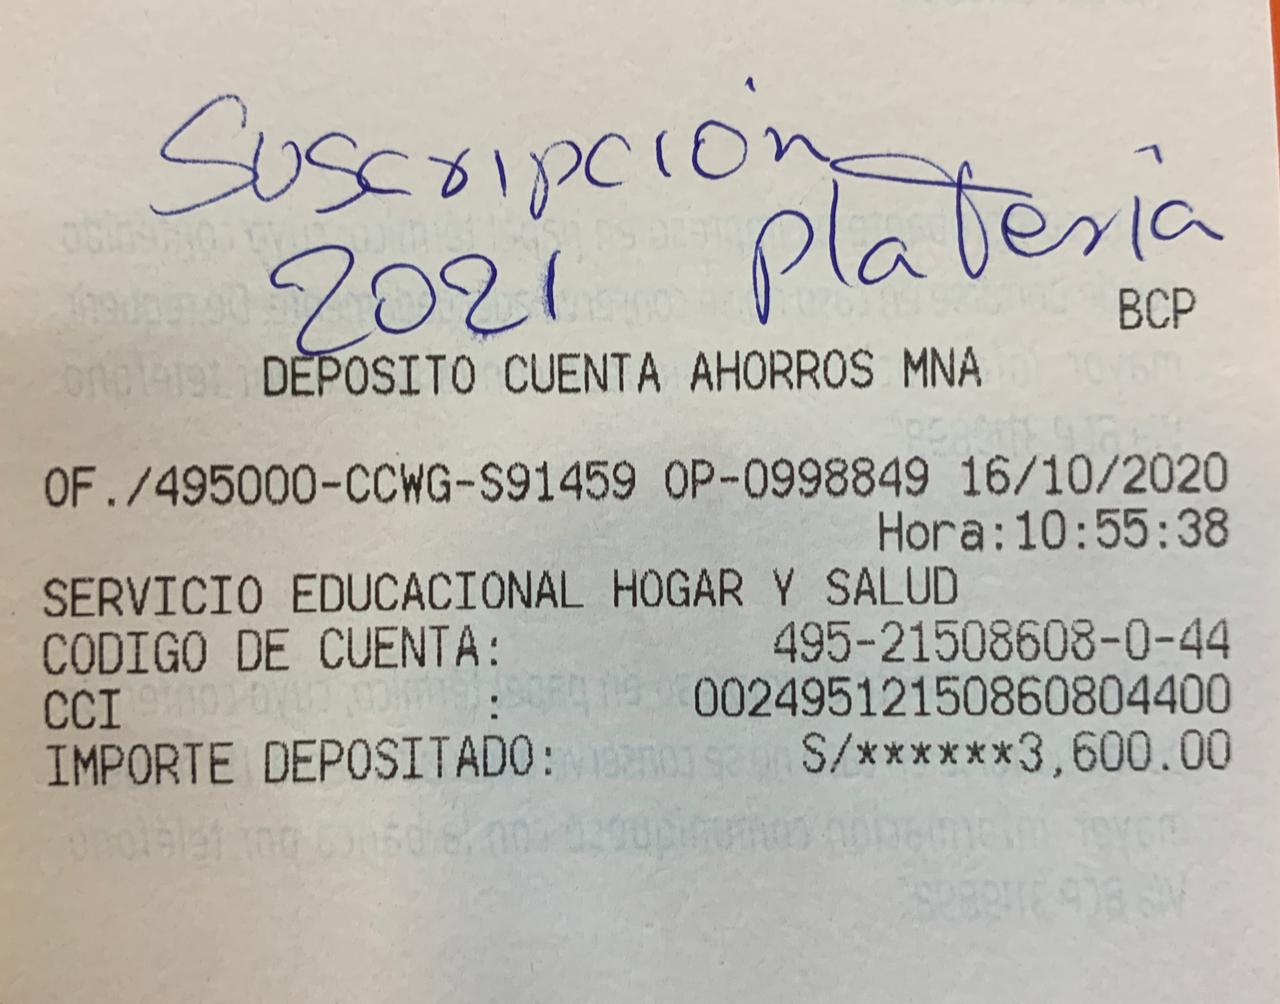 Suscripción
2021 platería
BCP
DEPOSITO CUENTA AHORROS MNA
OF./495000-CCWG-S91459 OP-0998849 16/10/2020
Hora:10:55:38
SERVICIO EDUCACIONAL HOGAR Y SALUD
CODIGO DE CUENTA: 495-21508608-0-44
CCI : 00249512150860804400
IMPORTE DEPOSITADO: S/******3,600.00